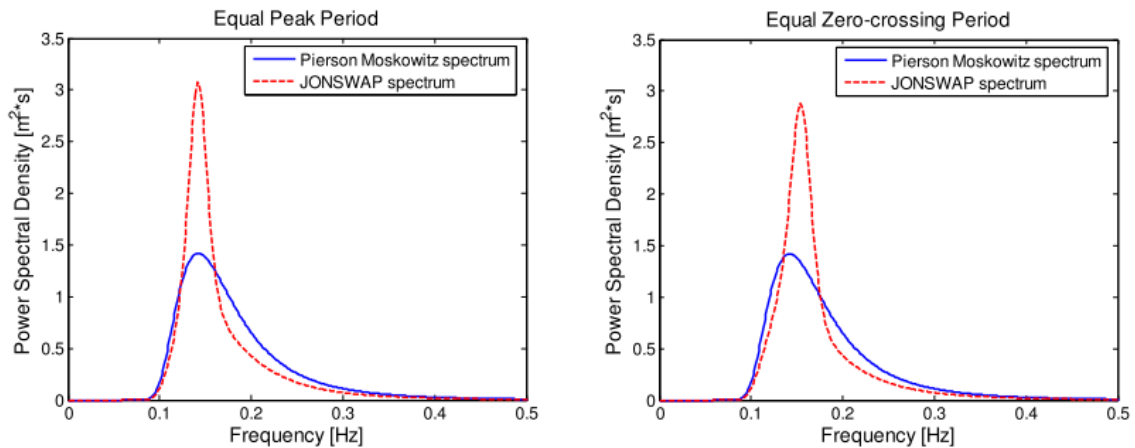 Equal Peak Period
3.5
3
2.5
2
1.5
1
0.5
0
Power Spectral Density [m²*s]
Pierson Moskowitz spectrum
JONSWAP spectrum
0 0.1 0.2 0.3 0.4 0.5
Frequency [Hz]
Equal Zero-crossing Period
3.5
3
2.5
2
1.5
1
0.5
0
Power Spectral Density [m²*s]
Pierson Moskowitz spectrum
JONSWAP spectrum
0 0.1 0.2 0.3 0.4 0.5
Frequency [Hz]